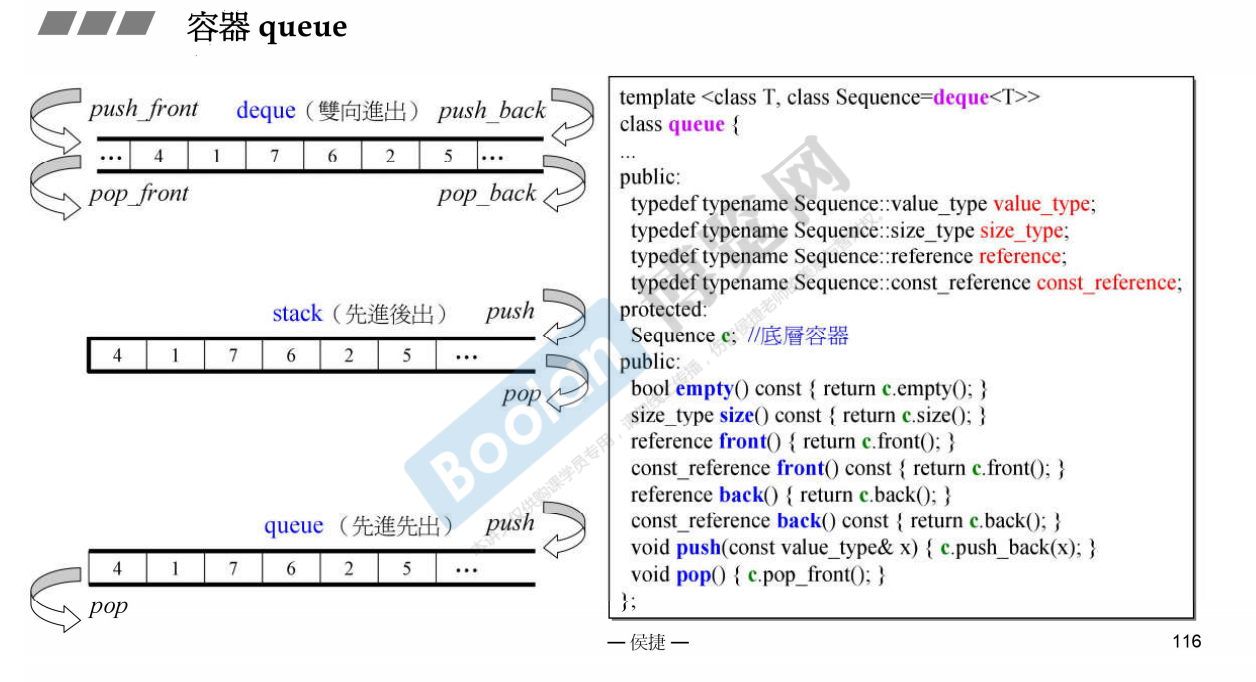 容器 queue
push_front deque（雙向進出） push_back
... 4 1 7 6 2 5 ...
pop_front pop_back
stack（先進後出） push
4 1 7 6 2 5 ...
pop
queue （先進先出） push
4 1 7 6 2 5 ...
pop
template <class T, class Sequence=deque<T>>
class queue {
...
public:
typedef typename Sequence::value_type value_type;
typedef typename Sequence::size_type size_type;
typedef typename Sequence::reference reference;
typedef typename Sequence::const_reference const_reference;
protected:
Sequence c; //底層容器
public:
bool empty() const { return c.empty(); }
size_type size() const { return c.size(); }
reference front() { return c.front(); }
const_reference front() const { return c.front(); }
reference back() { return c.back(); }
const_reference back() const { return c.back(); }
void push(const value_type& x) { c.push_back(x); }
void pop() { c.pop_front(); }
};
Boolan 博览网
— 侯捷 —
116